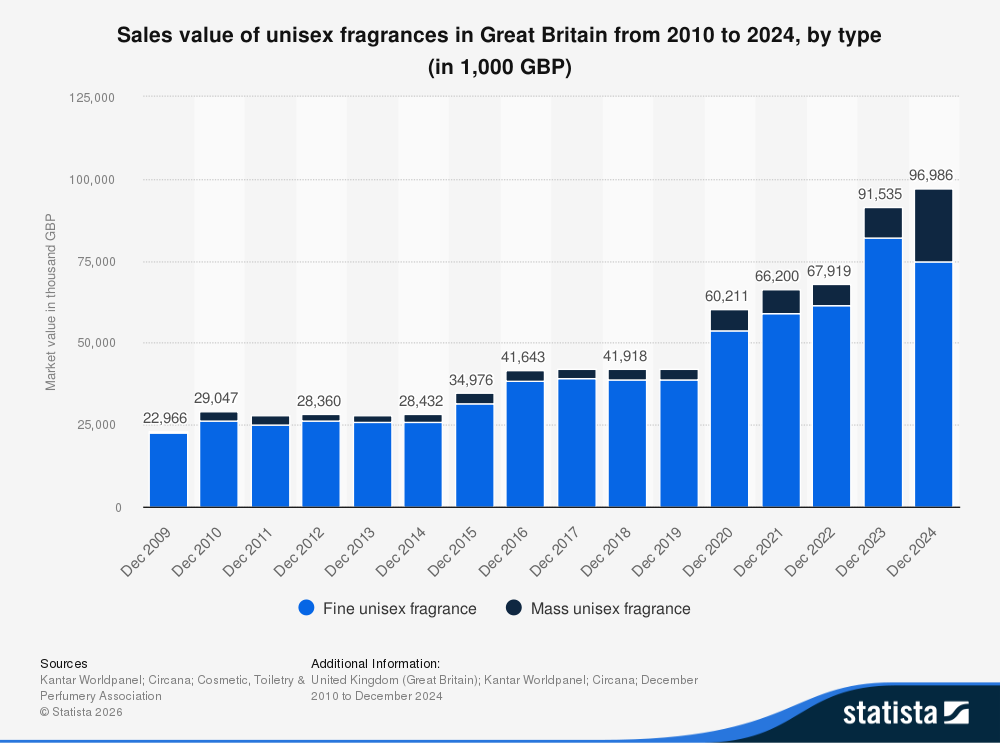 Sales value of unisex fragrances in Great Britain from 2010 to 2024, by type
(in 1,000 GBP)
Market value in thousand GBP
125,000
100,000
75,000
50,000
25,000
0
22,966
29,047
28,360
28,432
34,976
41,643
41,918
60,211
66,200
67,919
91,535
96,986
Dec 2009
Dec 2010
Dec 2011
Dec 2012
Dec 2013
Dec 2014
Dec 2015
Dec 2016
Dec 2017
Dec 2018
Dec 2019
Dec 2020
Dec 2021
Dec 2022
Dec 2023
Dec 2024
Fine unisex fragrance
Mass unisex fragrance
Sources
Kantar Worldpanel; Circana; Cosmetic, Toiletry &
Perfumery Association
© Statista 2026
Additional Information:
United Kingdom (Great Britain); Kantar Worldpanel; Circana; December
2010 to December 2024
statista